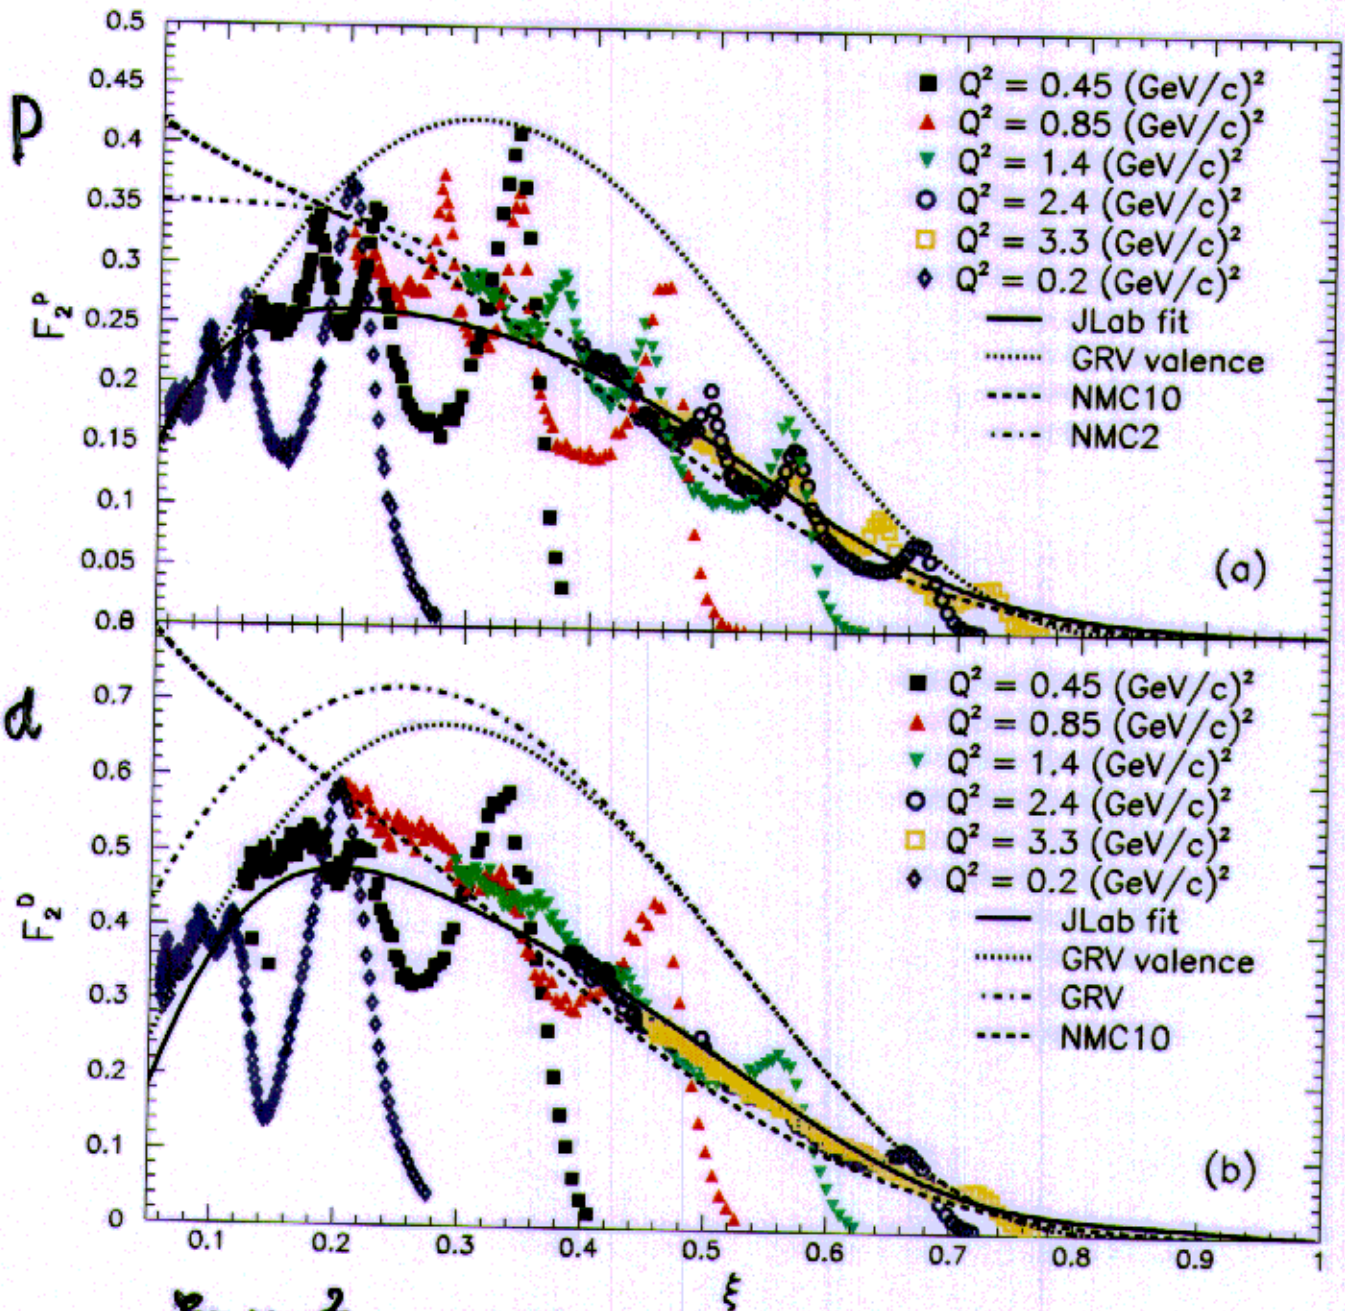 0.5
0.45
0.4
0.35
0.3
0.25
0.2
0.15
0.1
0.05
p
F₂ᴾ
Q² = 0.45 (GeV/c)²
Q² = 0.85 (GeV/c)²
Q² = 1.4 (GeV/c)²
Q² = 2.4 (GeV/c)²
Q² = 3.3 (GeV/c)²
Q² = 0.2 (GeV/c)²
JLab fit
GRV valence
NMC10
NMC2
(a)
0.7
0.6
0.5
0.4
0.3
0.2
0.1
0
d
F₂ᴰ
Q² = 0.45 (GeV/c)²
Q² = 0.85 (GeV/c)²
Q² = 1.4 (GeV/c)²
Q² = 2.4 (GeV/c)²
Q² = 3.3 (GeV/c)²
Q² = 0.2 (GeV/c)²
JLab fit
GRV valence
GRV
NMC10
(b)
0.1 0.2 0.3 0.4 0.5 0.6 0.7 0.8 0.9 1
ξ